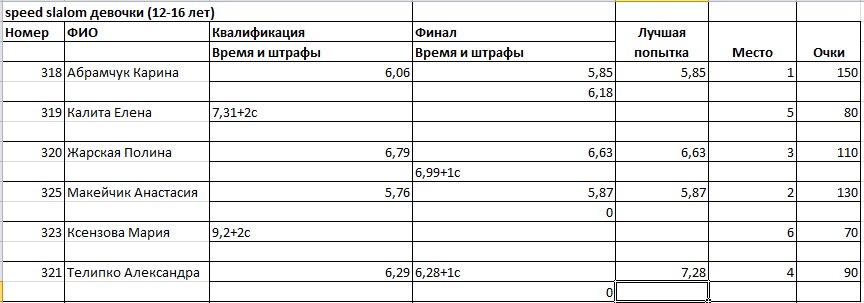 speed slalom девочки (12-16 лет)
Номер ФИО Квалификация Финал Лучшая попытка Место Очки
Время и штрафы Время и штрафы
318 Абрамчук Карина 6,06 5,85 5,85 1 150
6,18
319 Калита Елена 7,31+2с 5 80
320 Жарская Полина 6,79 6,63 6,63 3 110
6,99+1с
325 Макейчик Анастасия 5,76 5,87 5,87 2 130
0
323 Ксензова Мария 9,2+2с 6 70
321 Телипко Александра 6,29 6,28+1с 7,28 4 90
0